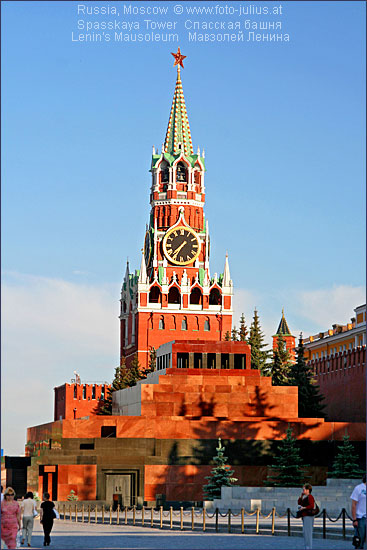 Russia, Moscow © www.foto-julius.at
Spasskaya Tower Спасская башня
Lenin's Mausoleum Мавзолей Ленина